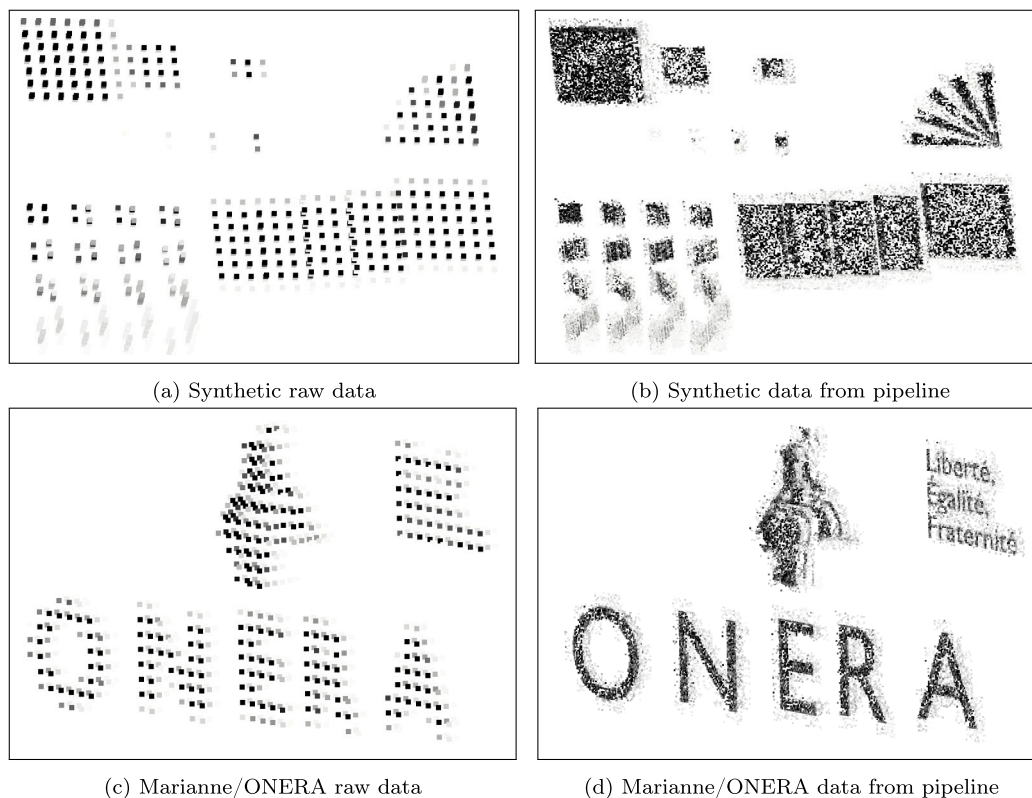 (a) Synthetic raw data
(b) Synthetic data from pipeline
Liberté,
Égalité,
Fraternité
ONERA
ONERA
(c) Marianne/ONERA raw data
(d) Marianne/ONERA data from pipeline